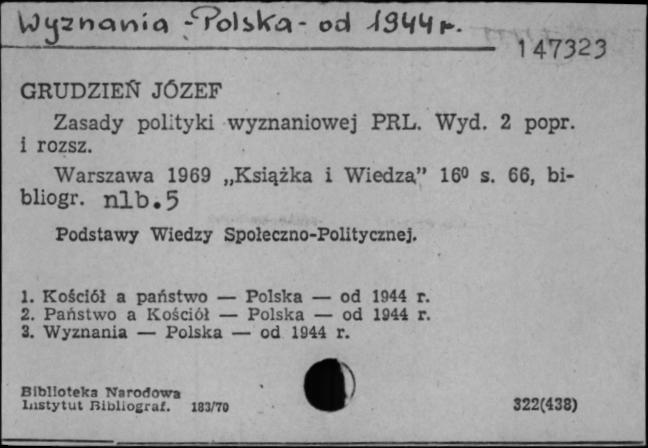 Wyznania - Polska - od 1944 r.
147323
GRUDZIEŃ JÓZEF
Zasady polityki wyznaniowej PRL. Wyd. 2 popr.
i rozsz.
Warszawa 1969 „Książka i Wiedza” 16⁰ s. 66, bi-
bliogr. nlb. 5
Podstawy Wiedzy Społeczno-Politycznej.
1. Kościół a państwo — Polska — od 1944 r.
2. Państwo a Kościół — Polska — od 1944 r.
3. Wyznania — Polska — od 1944 r.
Biblioteka Narodowa
Instytut Bibliograf. 183/70
322(438)